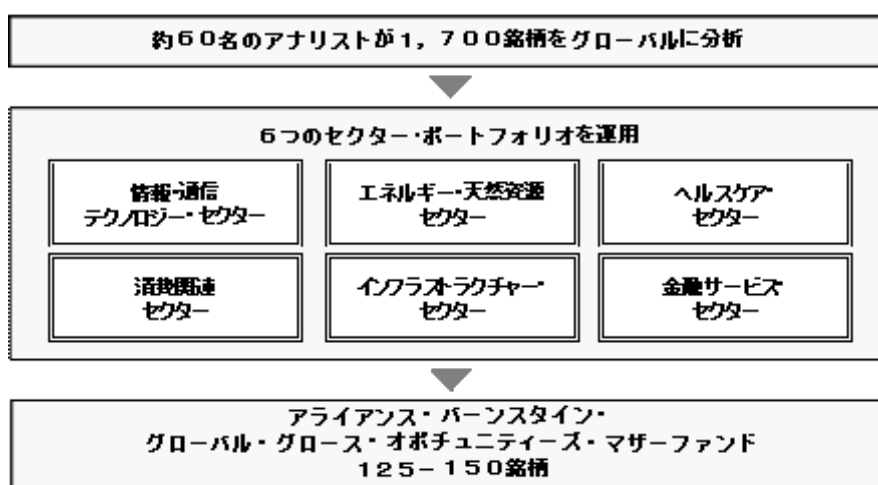 約60名のアナリストが1，700銘柄をグローバルに分析
6つのセクター・ポートフォリオを運用
情報・通信
テクノロジー・セクター
エネルギー・天然資源
セクター
ヘルスケア・
セクター
消費関連
セクター
インフラストラクチャー・
セクター
金融サービス・
セクター
アライアンス・バーンスタイン・
グローバル・グロース・オポチュニティーズ・マザーファンド
125－150銘柄